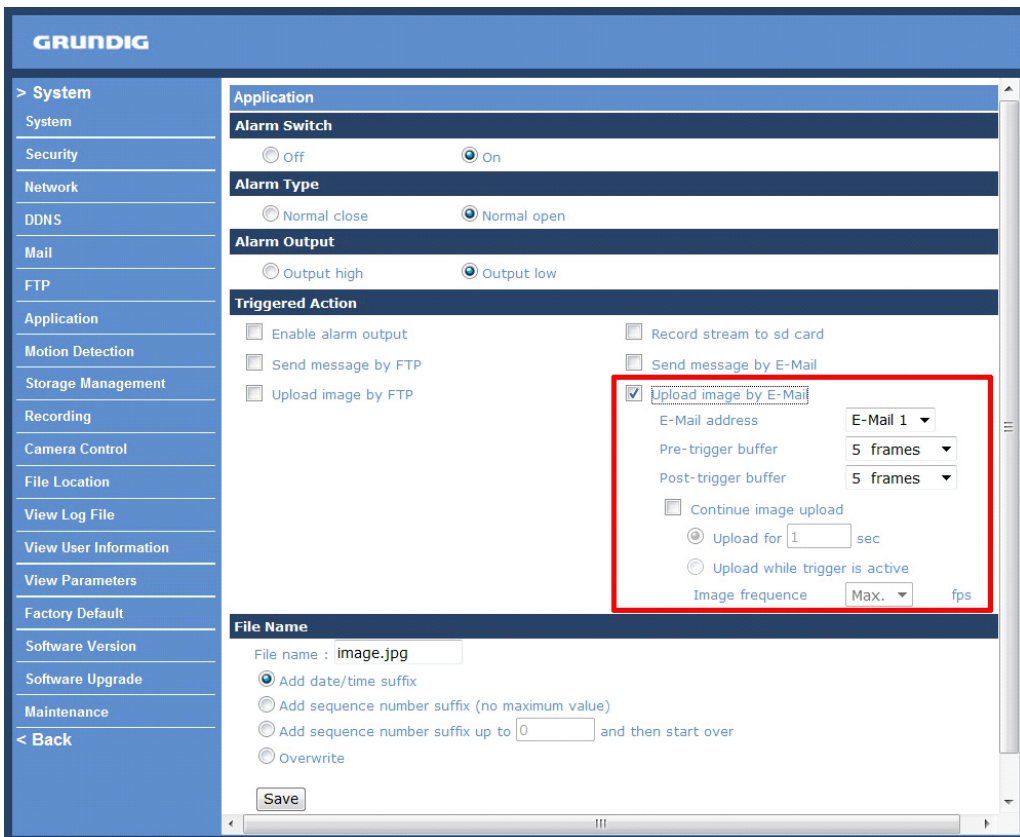 GRUNDIG
> System
System
Security
Network
DDNS
Mail
FTP
Application
Motion Detection
Storage Management
Recording
Camera Control
File Location
View Log File
View User Information
View Parameters
Factory Default
Software Version
Software Upgrade
Maintenance
< Back
Application
Alarm Switch
Off On
Alarm Type
Normal close Normal open
Alarm Output
Output high Output low
Triggered Action
Enable alarm output Record stream to sd card
Send message by FTP Send message by E-Mail
Upload image by FTP Upload image by E-Mail
E-Mail address E-Mail 1
Pre-trigger buffer 5 frames
Post-trigger buffer 5 frames
Continue image upload
Upload for 1 sec
Upload while trigger is active
Image frequence Max. fps
File Name
File name : image.jpg
Add date/time suffix
Add sequence number suffix (no maximum value)
Add sequence number suffix up to 0 and then start over
Overwrite
Save